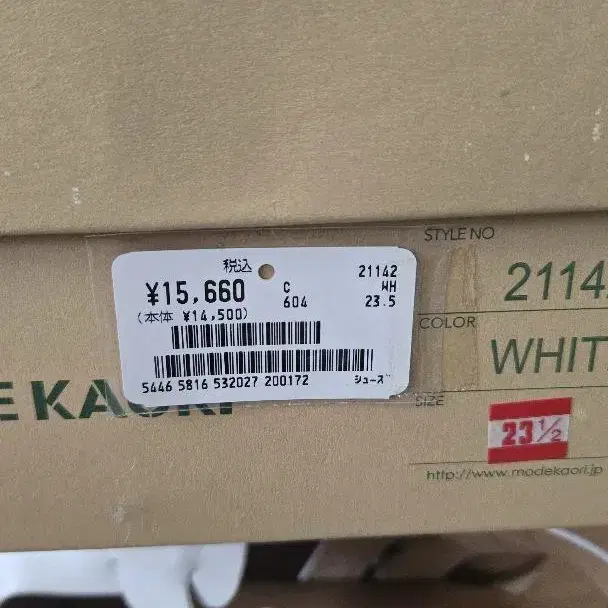 STYLE NO
2114
COLOR
WHIT
SIZE
23 1/2
http://www.modekaori.jp
E KAORI
税込
¥15,660
(本体 ¥14,500)
C
604
21142
WH
23.5
5446 5816 532027 200172
シューズ